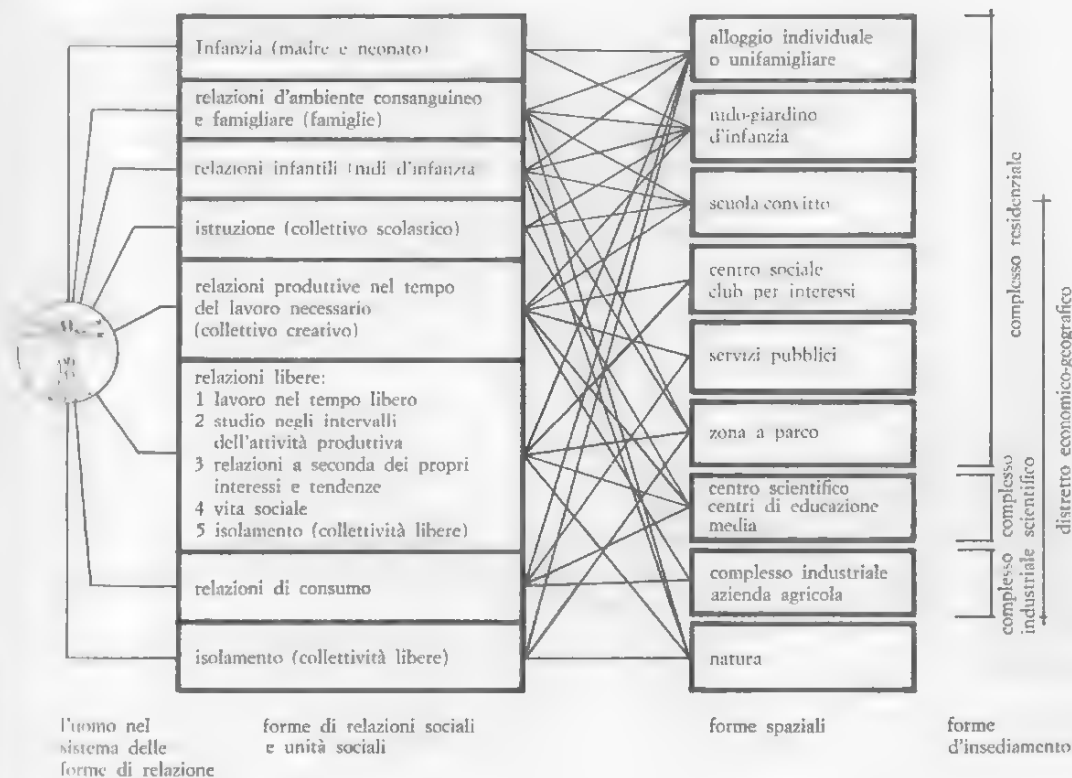 Infanzia (madre e neonato)
relazioni d'ambiente consanguineo
e famigliare (famiglie)
relazioni infantili (nidi d'infanzia
istruzione (collettivo scolastico)
relazioni produttive nel tempo
del lavoro necessario
(collettivo creativo)
relazioni libere:
1 lavoro nel tempo libero
2 studio negli intervalli
dell'attività produttiva
3 relazioni a seconda dei propri
interessi e tendenze
4 vita sociale
5 isolamento (collettività libere)
relazioni di consumo
isolamento (collettività libere)
alloggio individuale
o unifamigliare
nido-giardino
d'infanzia
scuola convitto
centro sociale
club per interessi
servizi pubblici
zona a parco
centro scientifico
centri di educazione
media
complesso industriale
azienda agricola
natura
complesso residenziale
complesso
scientifico
complesso
industriale
distretto economico-geografico
l'uomo nel
sistema delle
forme di relazione
forme di relazioni sociali
e unità sociali
forme spaziali
forme
d'insediamento